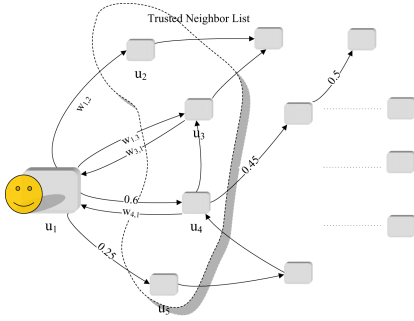 Trusted Neighbor List
u2
0.5
w1,2
w1,3
u3
w3,1
0.45
0.6
w4,1
u1
u4
0.25
u5